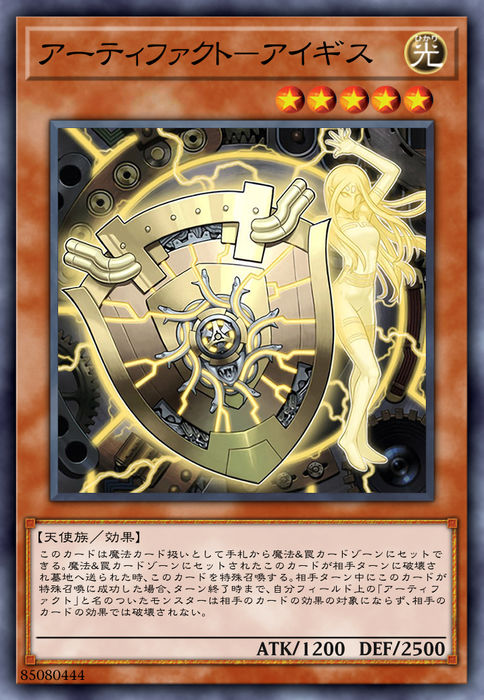 アーティファクト－アイギス
ひかり
光
【天使族／効果】
このカードは魔法カード扱いとして手札から魔法&罠カードゾーンにセットで
きる。魔法&罠カードゾーンにセットされたこのカードが相手ターンに破壊さ
れ墓地へ送られた時、このカードを特殊召喚する。相手ターン中にこのカードが
特殊召喚に成功した場合、ターン終了時まで、自分フィールド上の「アーティファ
クト」と名のついたモンスターは相手のカードの効果の対象にならず、相手の
カードの効果では破壊されない。
ATK/1200 DEF/2500
85080444